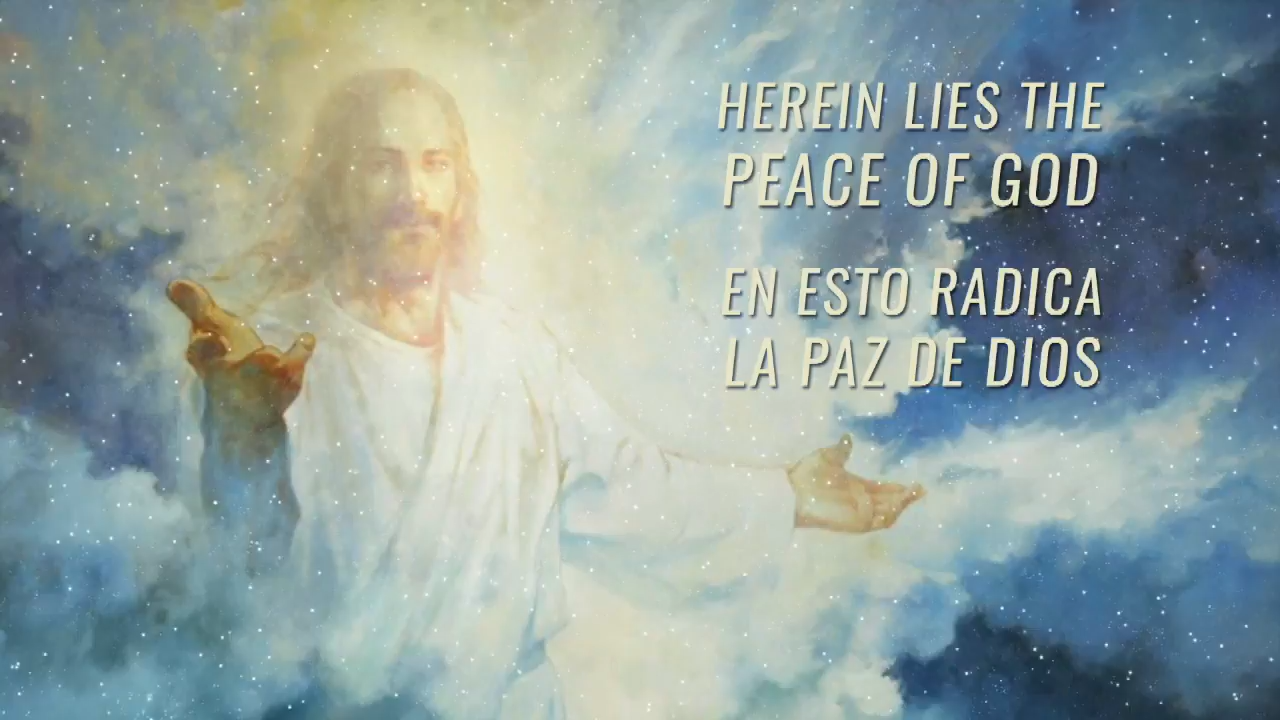 HEREIN LIES THE
PEACE OF GOD
EN ESTO RADICA
LA PAZ DE DIOS